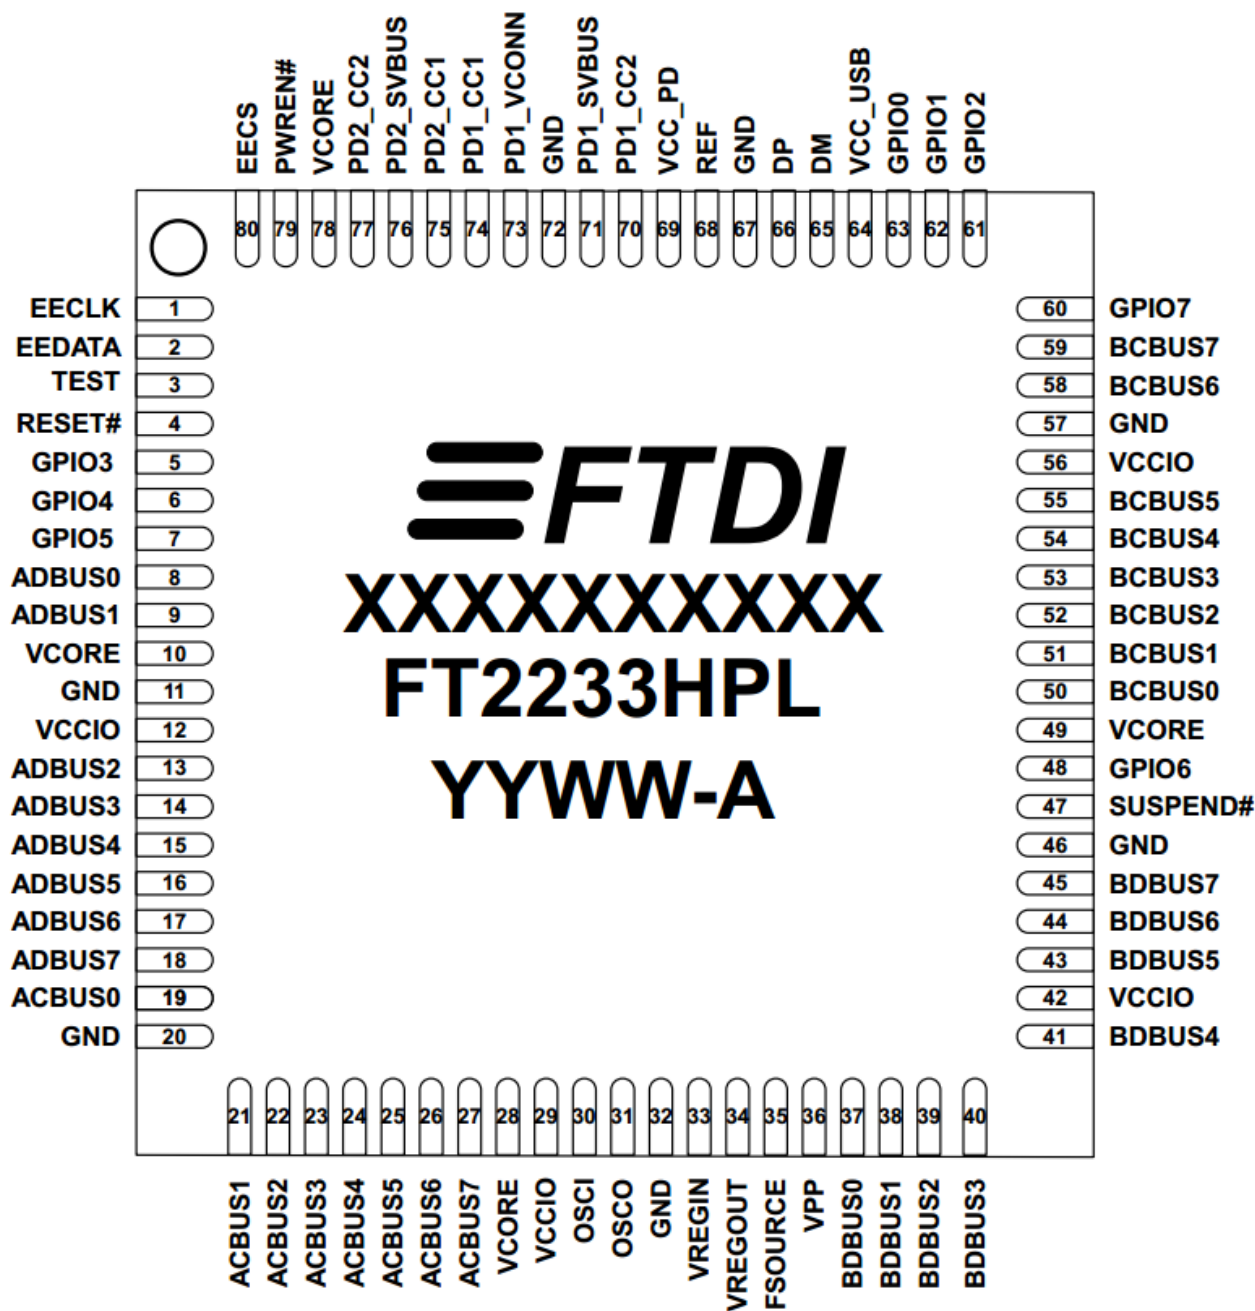 EECS
PWREN#
VCORE
PD2_CC2
PD2_SVBUS
PD2_CC1
PD1_CC1
PD1_VCONN
GND
PD1_SVBUS
PD1_CC2
VCC_PD
REF
GND
DP
DM
VCC_USB
GPIO0
GPIO1
GPIO2
80 79 78 77 76 75 74 73 72 71 70 69 68 67 66 65 64 63 62 61
EECLK 1 60 GPIO7
EEDATA 2 59 BCBUS7
TEST 3 58 BCBUS6
RESET# 4 57 GND
GPIO3 5 56 VCCIO
GPIO4 6 55 BCBUS5
GPIO5 7 54 BCBUS4
ADBUS0 8 53 BCBUS3
ADBUS1 9 52 BCBUS2
VCORE 10 51 BCBUS1
GND 11 50 BCBUS0
VCCIO 12 49 VCORE
ADBUS2 13 48 GPIO6
ADBUS3 14 47 SUSPEND#
ADBUS4 15 46 GND
ADBUS5 16 45 BDBUS7
ADBUS6 17 44 BDBUS6
ADBUS7 18 43 BDBUS5
ACBUS0 19 42 VCCIO
GND 20 41 BDBUS4
FTDI
XXXXXXXXXX
FT2233HPL
YYWW-A
21 22 23 24 25 26 27 28 29 30 31 32 33 34 35 36 37 38 39 40
ACBUS1
ACBUS2
ACBUS3
ACBUS4
ACBUS5
ACBUS6
ACBUS7
VCORE
VCCIO
OSCI
OSCO
GND
VREGIN
VREGOUT
FSOURCE
VPP
BDBUS0
BDBUS1
BDBUS2
BDBUS3